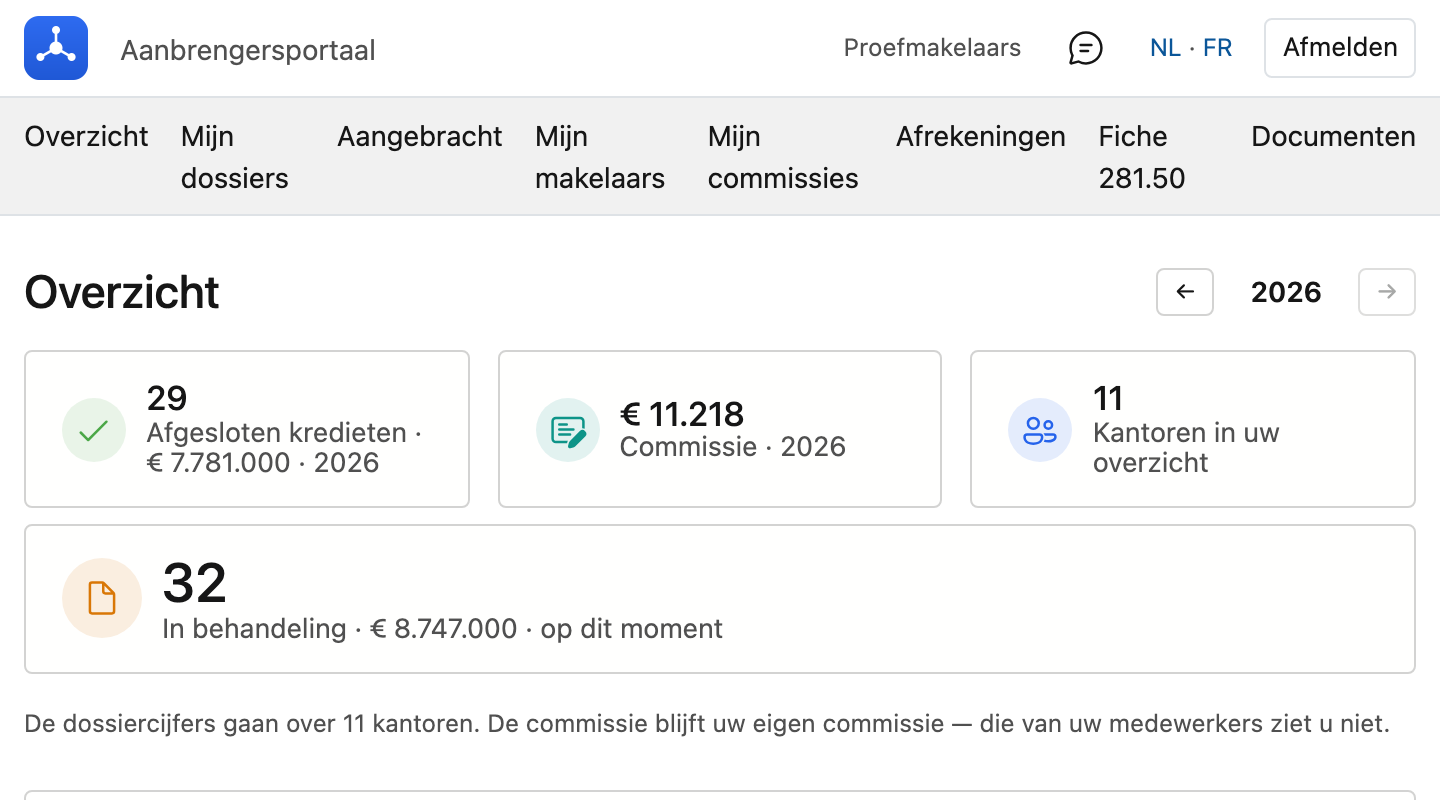 Aanbrengersportaal
Proefmakelaars
NL · FR
Afmelden
Overzicht
Mijn dossiers
Aangebracht
Mijn makelaars
Mijn commissies
Afrekeningen
Fiche 281.50
Documenten
Overzicht
2026
29
Afgesloten kredieten ·
€ 7.781.000 · 2026
€ 11.218
Commissie · 2026
11
Kantoren in uw
overzicht
32
In behandeling · € 8.747.000 · op dit moment
De dossiercijfers gaan over 11 kantoren. De commissie blijft uw eigen commissie — die van uw medewerkers ziet u niet.